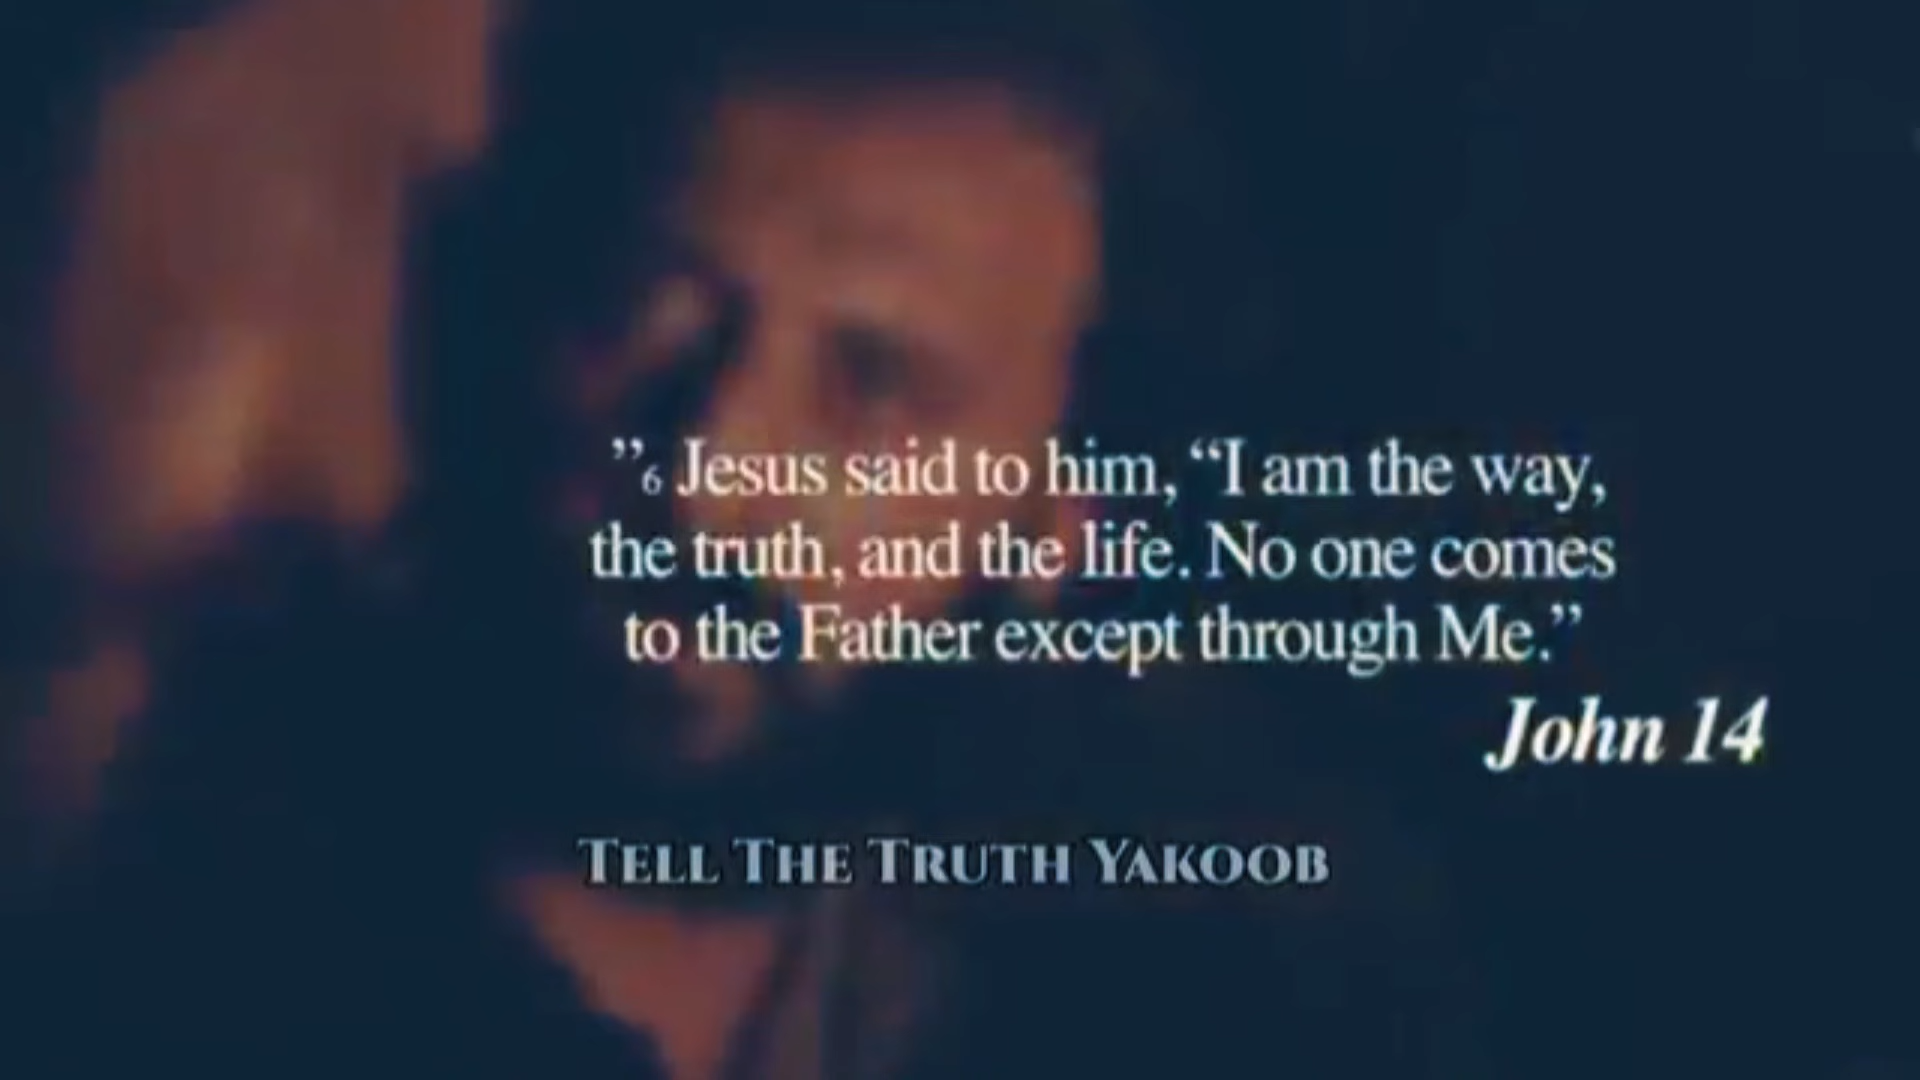 ”6 Jesus said to him, “I am the way,
the truth, and the life. No one comes
to the Father except through Me.”
John 14
TELL THE TRUTH YAKOOB